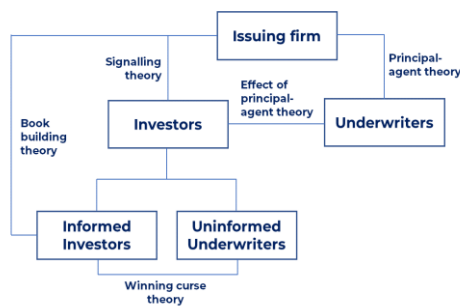 Issuing firm
Signalling
theory
Principal-
agent theory
Effect of
principal-
agent theory
Investors
Underwriters
Book
building
theory
Informed
Investors
Uninformed
Underwriters
Winning curse
theory